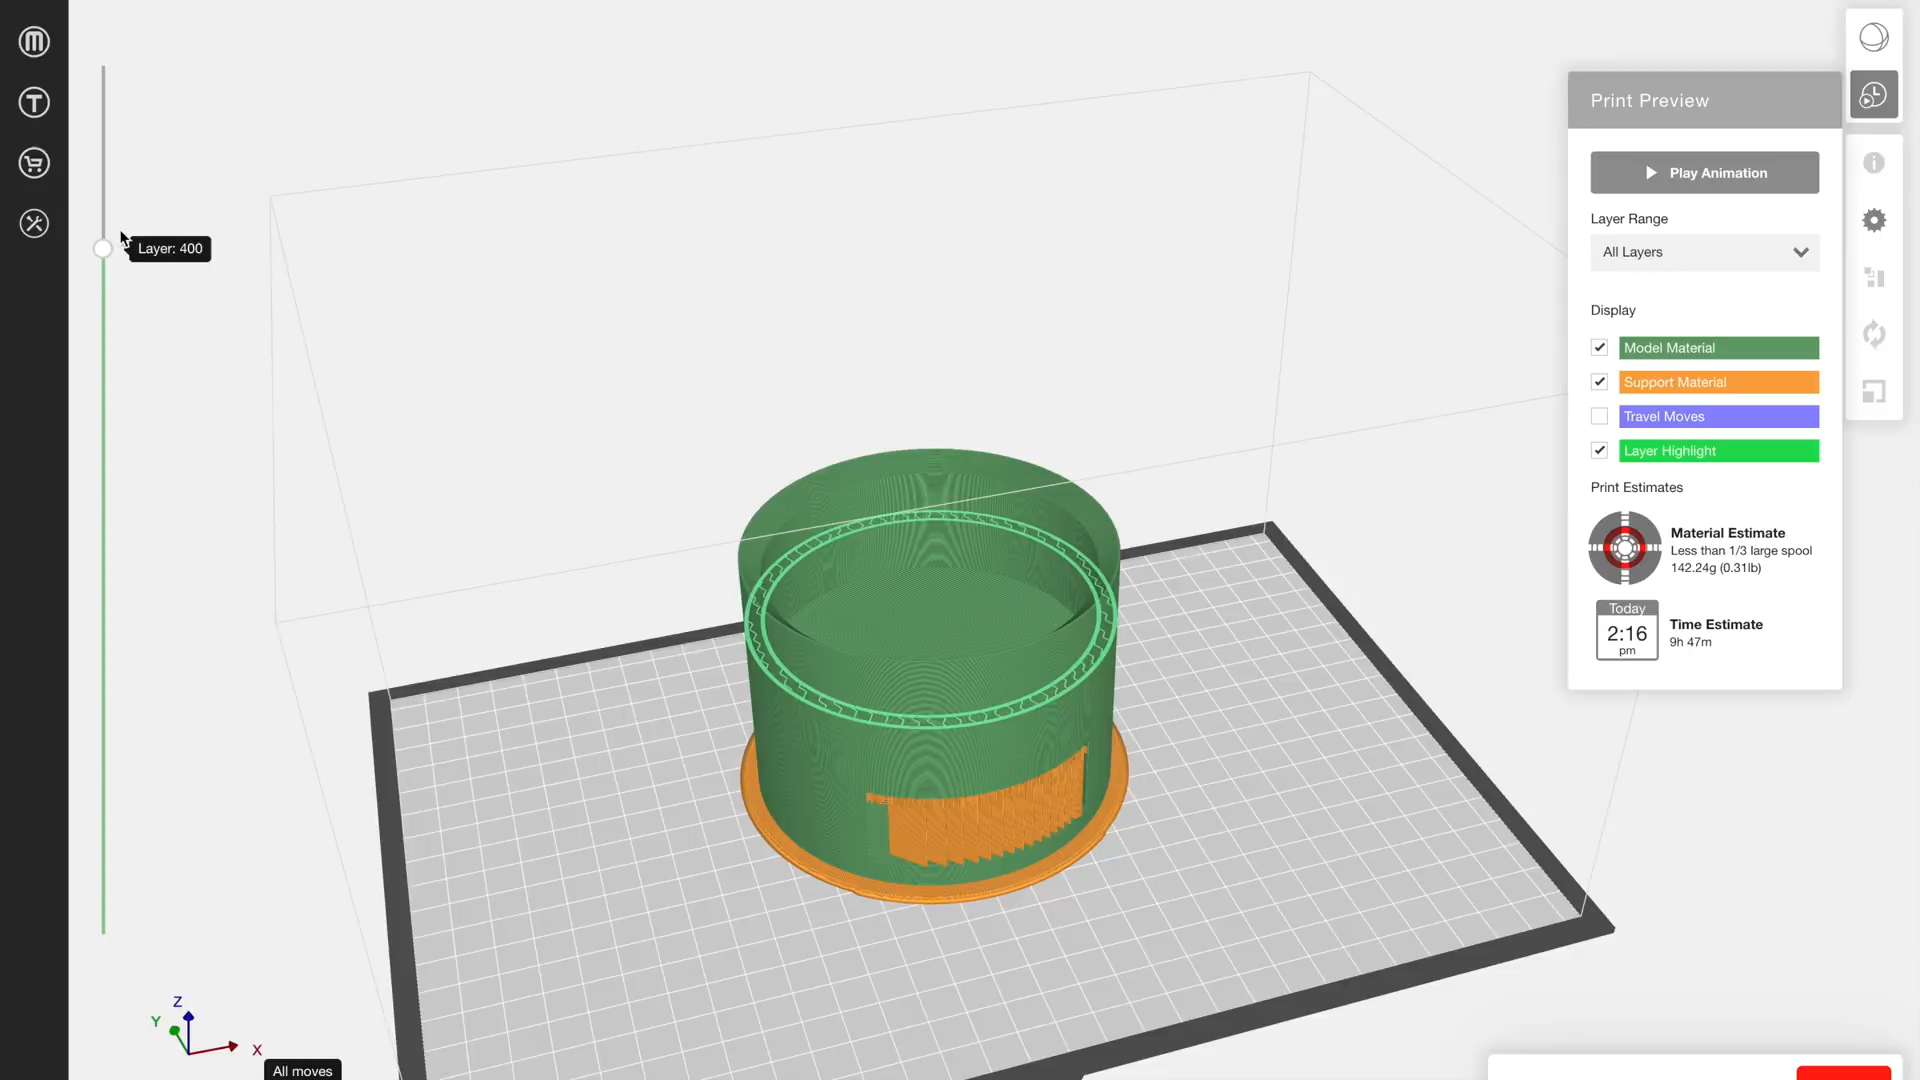 Print Preview
Play Animation
Layer Range
All Layers
Display
Model Material
Support Material
Travel Moves
Layer Highlight
Print Estimates
Material Estimate
Less than 1/3 large spool
142.24g (0.31lb)
Today
2:16
pm
Time Estimate
9h 47m
T
Layer: 400
Z
Y
X
All moves